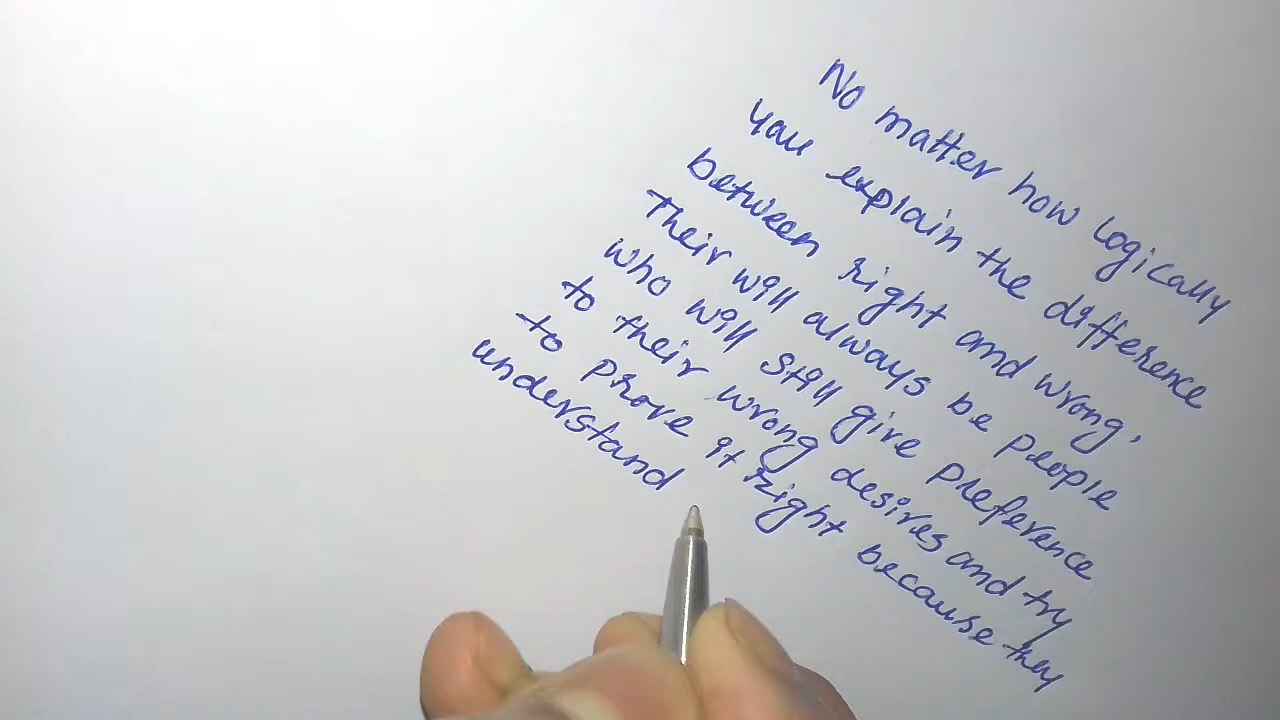 No matter how logically
you explain the difference
between right and wrong,
Their will always be people
who will still give preference
to their wrong desires and try
to prove it right because they
understand